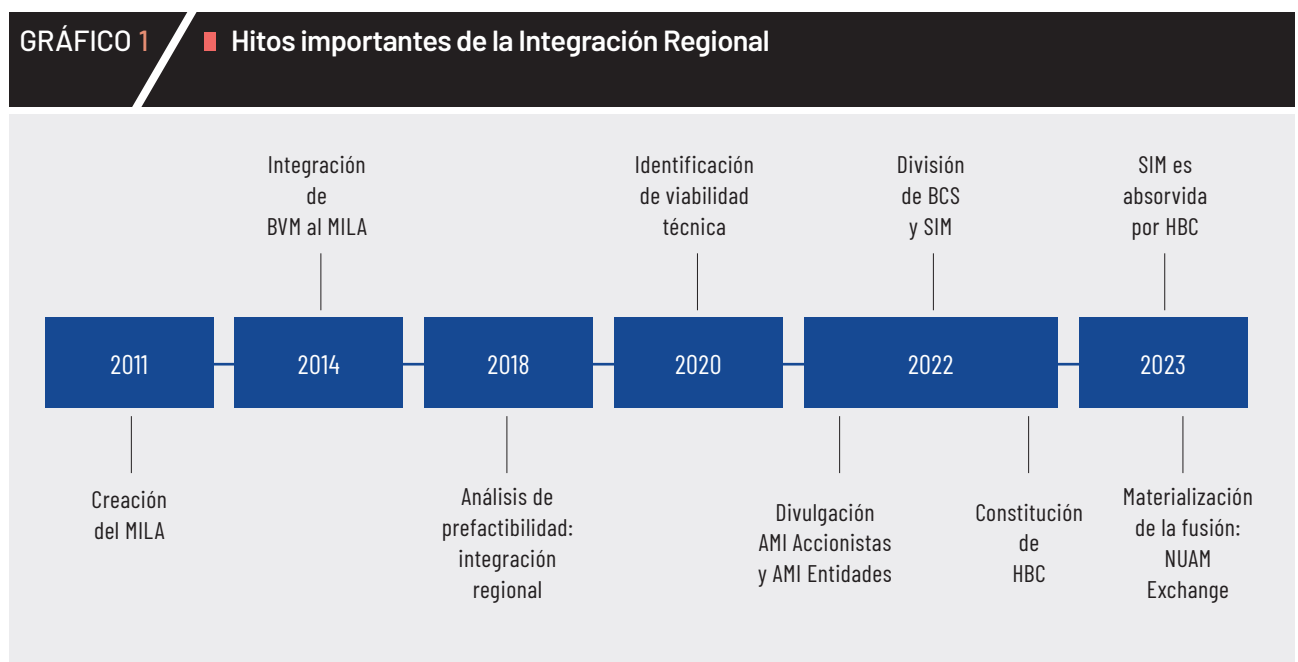 GRÁFICO 1
Hitos importantes de la Integración Regional
Integración
de
BVM al MILA
Identificación
de viabilidad
técnica
División
de BCS
y SIM
SIM es
absorvida
por HBC
2011
2014
2018
2020
2022
2023
Creación
del MILA
Análisis de
prefactibilidad:
integración
regional
Divulgación
AMI Accionistas
y AMI Entidades
Constitución
de
HBC
Materialización
de la fusión:
NUAM
Exchange